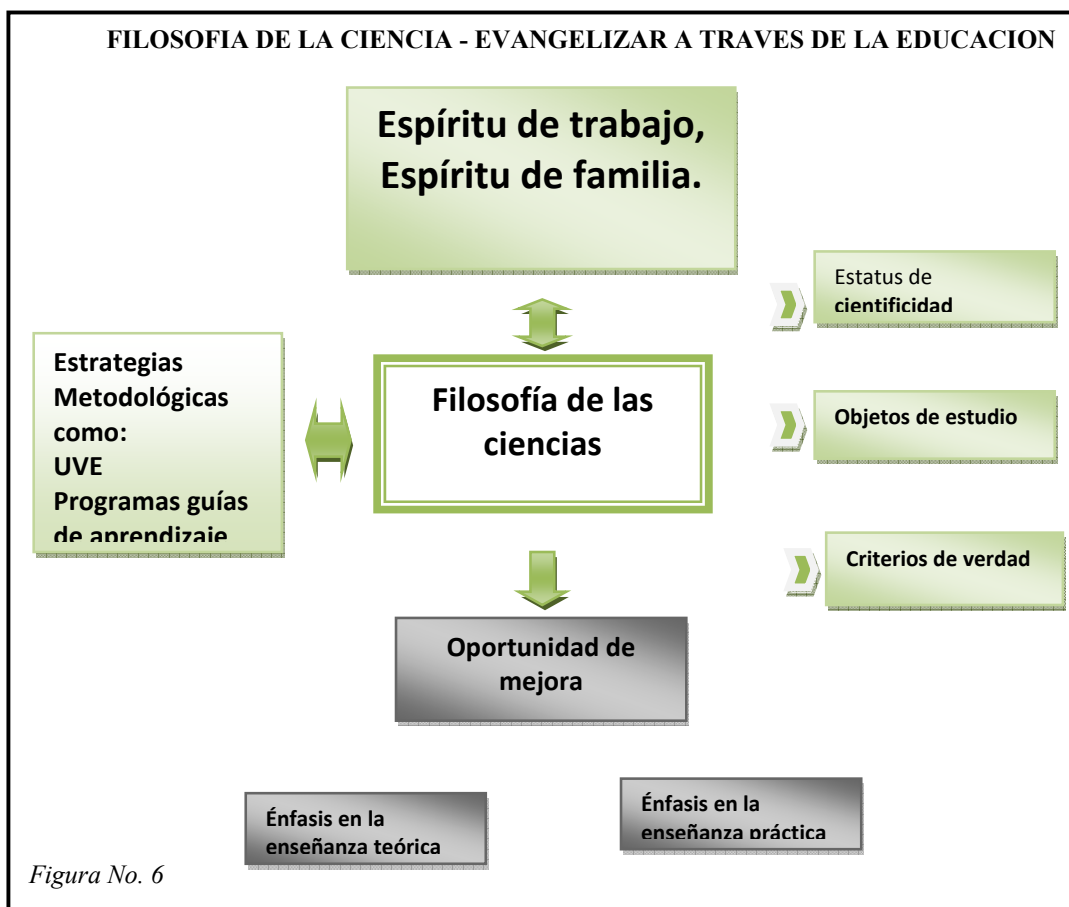 FILOSOFIA DE LA CIENCIA - EVANGELIZAR A TRAVES DE LA EDUCACION
Espíritu de trabajo,
Espíritu de familia.
Estatus de
cientificidad
Estrategias
Metodológicas
como:
UVE
Programas guías
de aprendizaje
Filosofía de las
ciencias
Objetos de estudio
Criterios de verdad
Oportunidad de
mejora
Énfasis en la
enseñanza teórica
Énfasis en la
enseñanza práctica
Figura No. 6